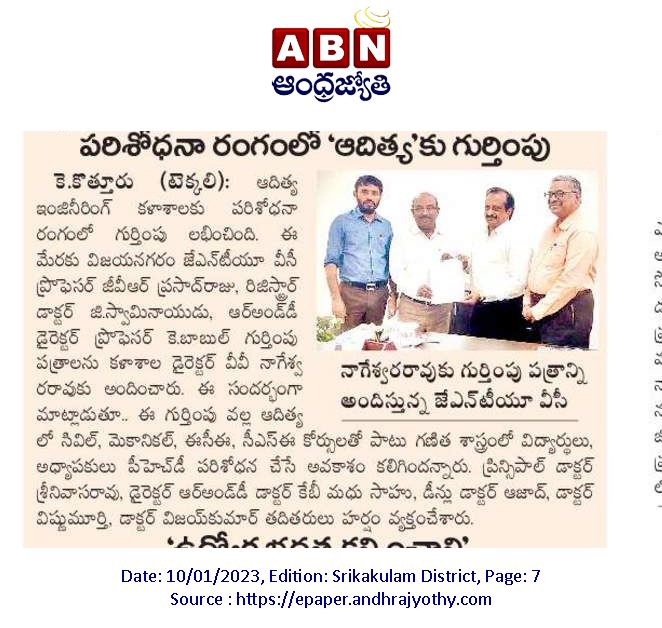 ABN
ఆంధ్రజ్యోతి
పరిశోధనా రంగంలో 'ఆదిత్య'కు గుర్తింపు
కె.కొత్తూరు (టెక్కలి): ఆదిత్య
ఇంజినీరింగ్ కళాశాలకు పరిశోధనా
రంగంలో గుర్తింపు లభించింది. ఈ
మేరకు విజయనగరం జేఎన్‌టీయూ వీసీ
ప్రొఫెసర్ జీవీఆర్ ప్రసాద్‌రాజు, రిజిస్ట్రార్
డాక్టర్ జి.స్వామినాయుడు, ఆర్అండ్‌డీ
డైరెక్టర్ ప్రొఫెసర్ కె.బాబుల్ గుర్తింపు
పత్రాలను కళాశాల డైరెక్టర్ వీవీ నాగేశ్వ
రరావుకు అందించారు. ఈ సందర్భంగా
మాట్లాడుతూ.. ఈ గుర్తింపు వల్ల ఆదిత్య
నాగేశ్వరరావుకు గుర్తింపు పత్రాన్ని
అందిస్తున్న జేఎన్‌టీయూ వీసీ
లో సివిల్, మెకానికల్, ఈసీఈ, సీఎస్ఈ కోర్సులతో పాటు గణిత శాస్త్రంలో విద్యార్థులు,
అధ్యాపకులు పీహెచ్‌డీ పరిశోధన చేసే అవకాశం కలిగిందన్నారు. ప్రిన్సిపాల్ డాక్టర్
శ్రీనివాసరావు, డైరెక్టర్ ఆర్అండ్‌డీ డాక్టర్ కేబీ మధు సాహు, డీన్లు డాక్టర్ ఆజాద్, డాక్టర్
విష్ణుమూర్తి, డాక్టర్ విజయ్‌కుమార్ తదితరులు హర్షం వ్యక్తంచేశారు.
Date: 10/01/2023, Edition: Srikakulam District, Page: 7
Source : https://epaper.andhrajyothy.com